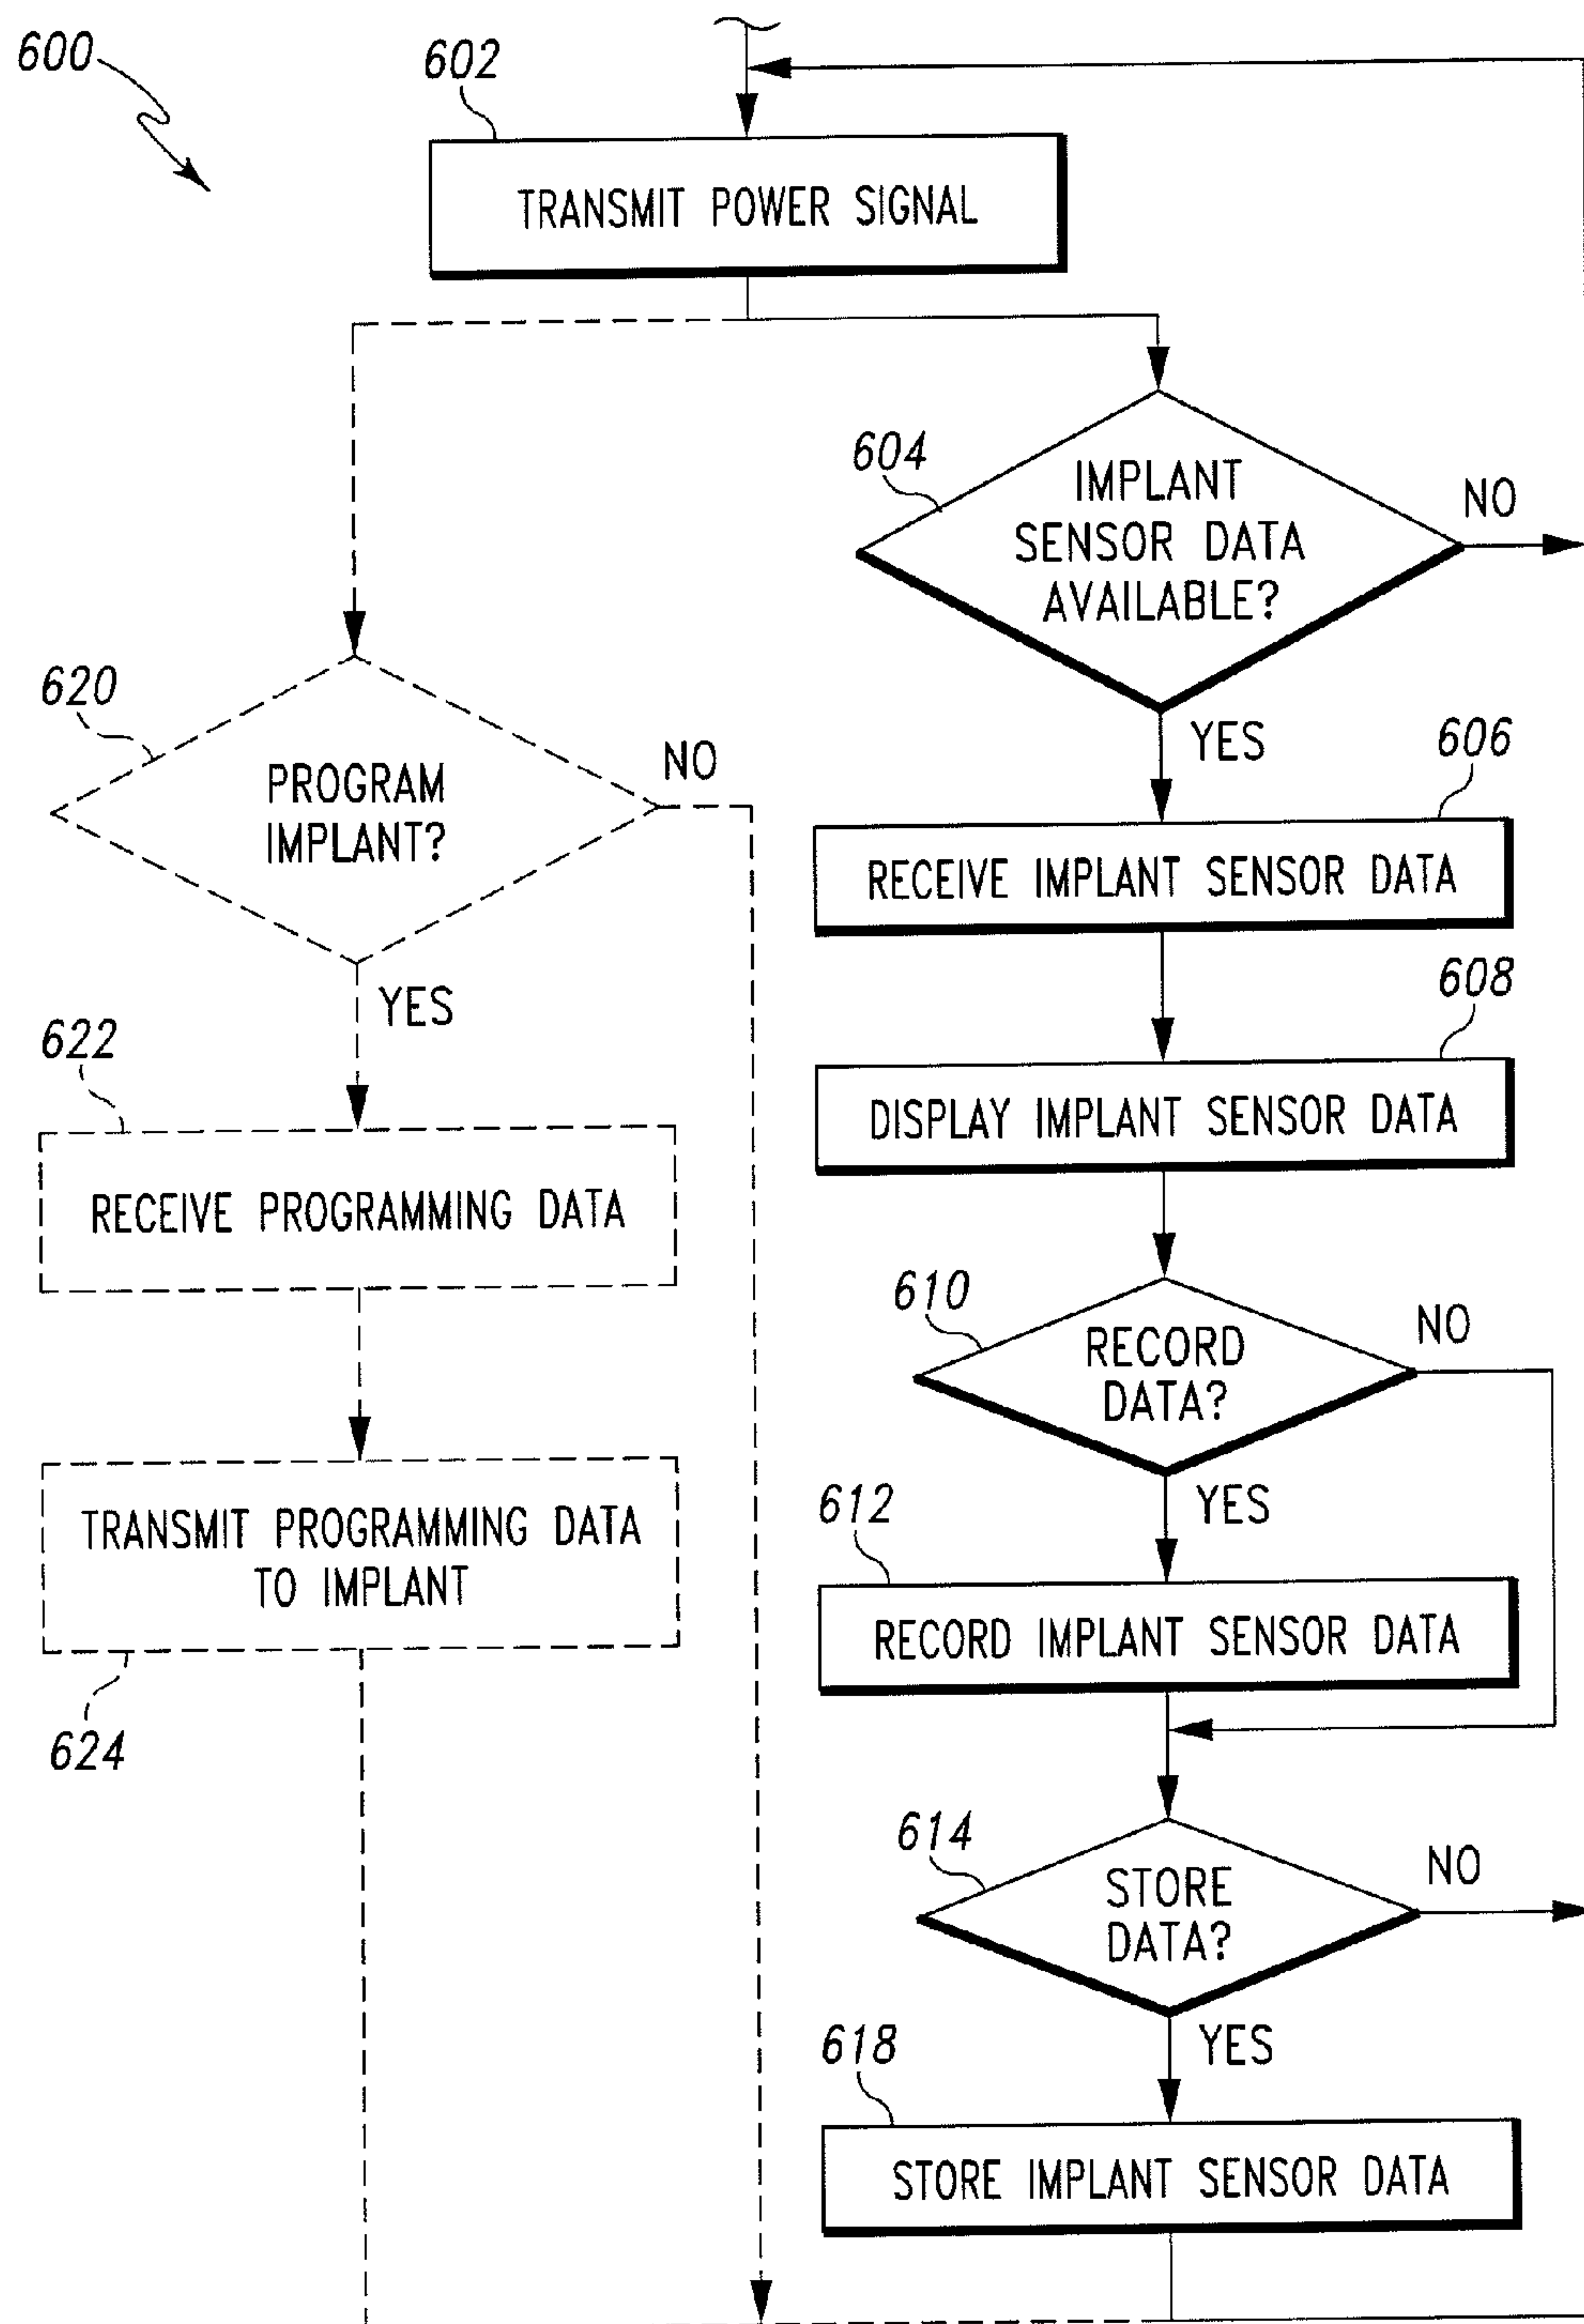 600
602
TRANSMIT POWER SIGNAL
604
IMPLANT
SENSOR DATA
AVAILABLE?
NO
YES
606
RECEIVE IMPLANT SENSOR DATA
608
DISPLAY IMPLANT SENSOR DATA
610
RECORD
DATA?
NO
YES
612
RECORD IMPLANT SENSOR DATA
614
STORE
DATA?
NO
YES
618
STORE IMPLANT SENSOR DATA
620
PROGRAM
IMPLANT?
NO
YES
622
RECEIVE PROGRAMMING DATA
TRANSMIT PROGRAMMING DATA
TO IMPLANT
624